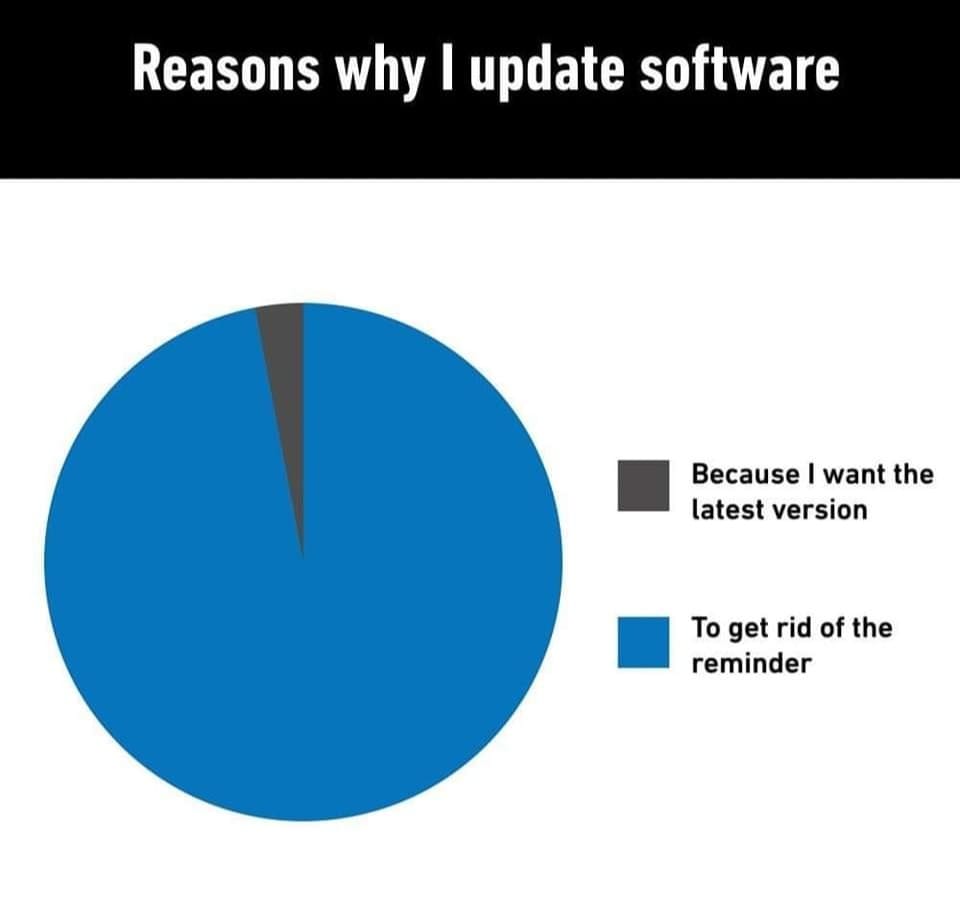 Reasons why I update software
Because I want the
latest version
To get rid of the
reminder